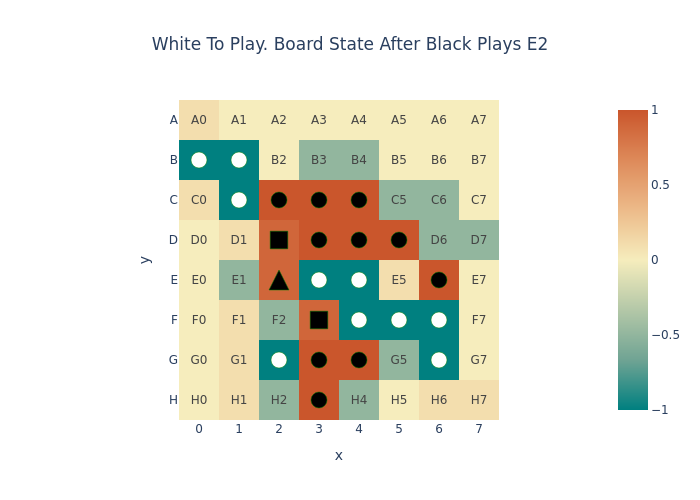 White To Play. Board State After Black Plays E2
A A0 A1 A2 A3 A4 A5 A6 A7
B B2 B3 B4 B5 B6 B7
C C0 C5 C6 C7
D D0 D1 D6 D7
E E0 E1 E5 E7
F F0 F1 F2 F7
G G0 G1 G5 G7
H H0 H1 H2 H4 H5 H6 H7
0 1 2 3 4 5 6 7
x
y
1
0.5
0
−0.5
−1